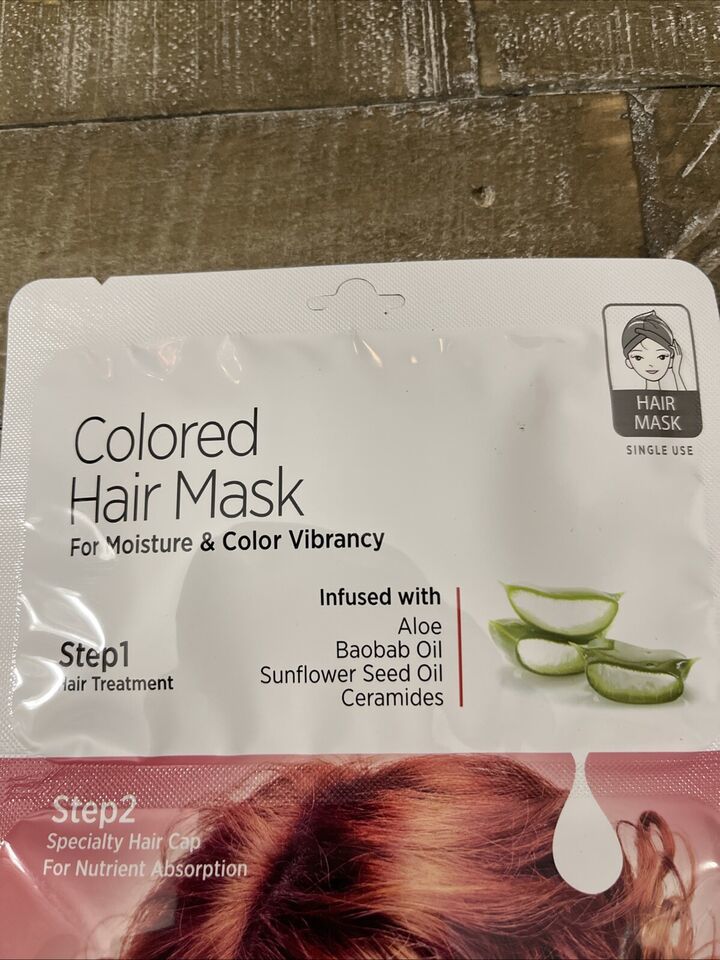 Colored
Hair Mask
For Moisture & Color Vibrancy
HAIR
MASK
SINGLE USE
Infused with
Aloe
Baobab Oil
Sunflower Seed Oil
Ceramides
Step1
Hair Treatment
Step2
Specialty Hair Cap
For Nutrient Absorption